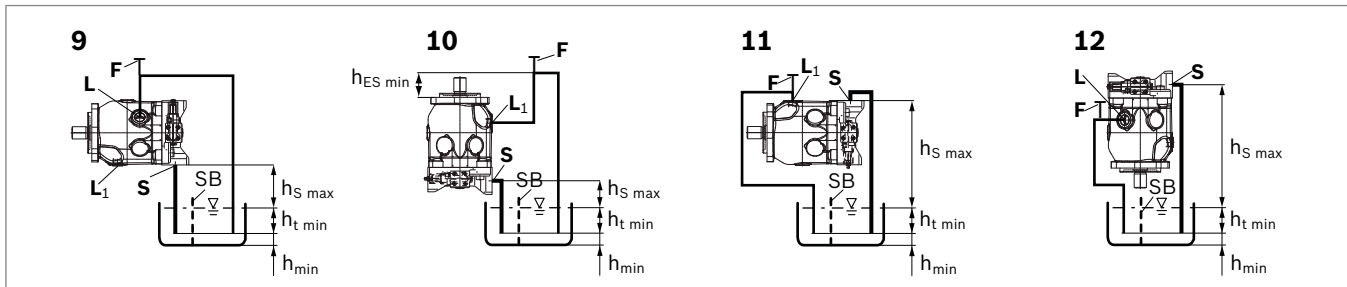 9
F
L
L₁
S
SB
hS max
ht min
hmin
10
F
hES min
L₁
S
SB
hS max
ht min
hmin
11
F
L₁
S
SB
hS max
ht min
hmin
12
S
L
F
SB
hS max
ht min
hmin